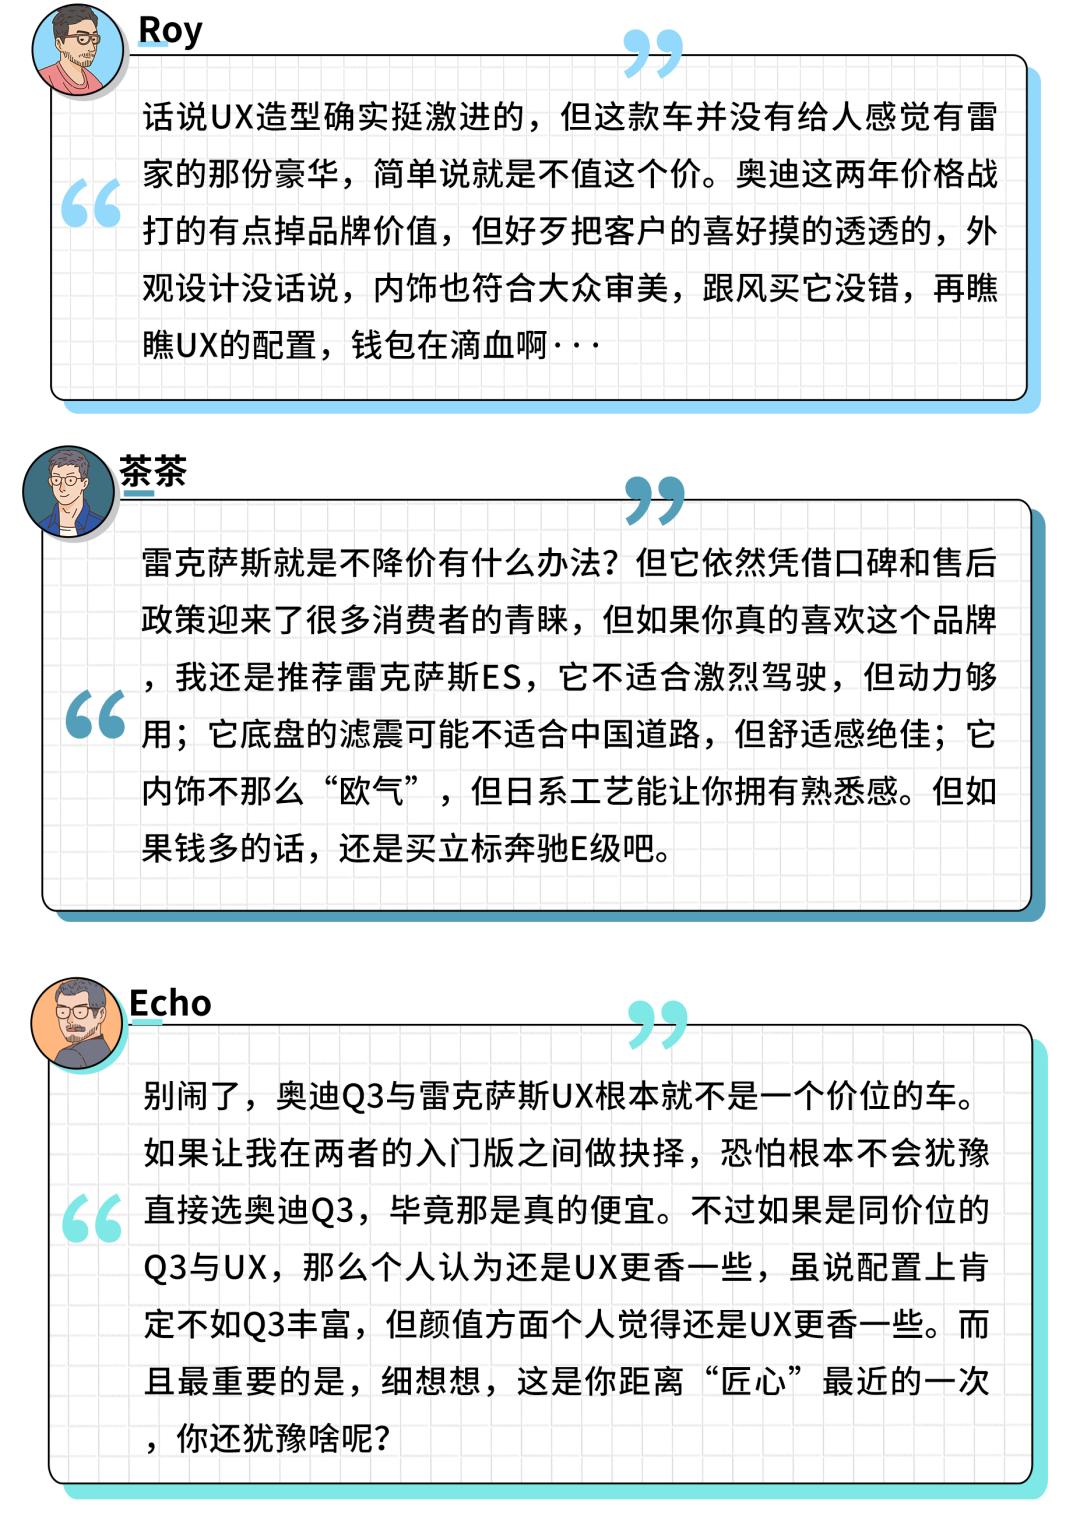 Roy
话说UX造型确实挺激进的，但这款车并没有给人感觉有雷
家的那份豪华，简单说就是不值这个价。奥迪这两年价格战
打的有点掉品牌价值，但好歹把客户的喜好摸的透透的，外
观设计没话说，内饰也符合大众审美，跟风买它没错，再瞧
瞧UX的配置，钱包在滴血啊···
茶茶
雷克萨斯就是不降价有什么办法？但它依然凭借口碑和售后
政策迎来了很多消费者的青睐，但如果你真的喜欢这个品牌
，我还是推荐雷克萨斯ES，它不适合激烈驾驶，但动力够
用；它底盘的滤震可能不适合中国道路，但舒适感绝佳；它
内饰不那么“欧气”，但日系工艺能让你拥有熟悉感。但如
果钱多的话，还是买立标奔驰E级吧。
Echo
别闹了，奥迪Q3与雷克萨斯UX根本就不是一个价位的车。
如果让我在两者的入门版之间做抉择，恐怕根本不会犹豫
直接选奥迪Q3，毕竟那是真的便宜。不过如果是同价位的
Q3与UX，那么个人认为还是UX更香一些，虽说配置上肯
定不如Q3丰富，但颜值方面个人觉得还是UX更香一些。而
且最重要的是，细想想，这是你距离“匠心”最近的一次
，你还犹豫啥呢？